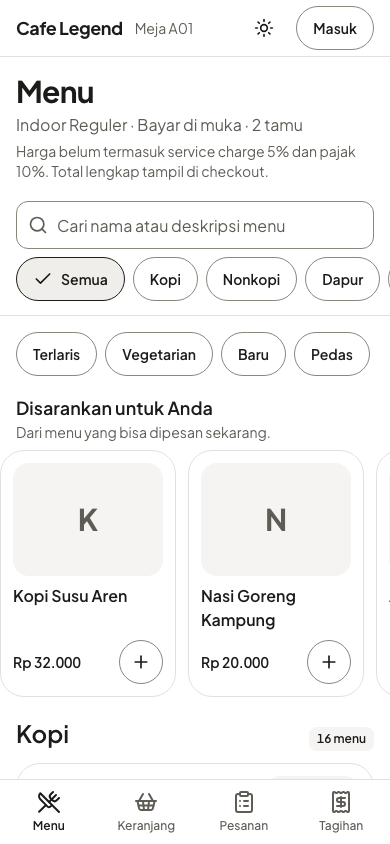 Cafe Legend Meja A01 Masuk
Menu
Indoor Reguler · Bayar di muka · 2 tamu
Harga belum termasuk service charge 5% dan pajak
10%. Total lengkap tampil di checkout.
Cari nama atau deskripsi menu
Semua Kopi Nonkopi Dapur
Terlaris Vegetarian Baru Pedas
Disarankan untuk Anda
Dari menu yang bisa dipesan sekarang.
K N
Kopi Susu Aren Nasi Goreng
Kampung
Rp 32.000 Rp 20.000
Kopi 16 menu
Menu Keranjang Pesanan Tagihan